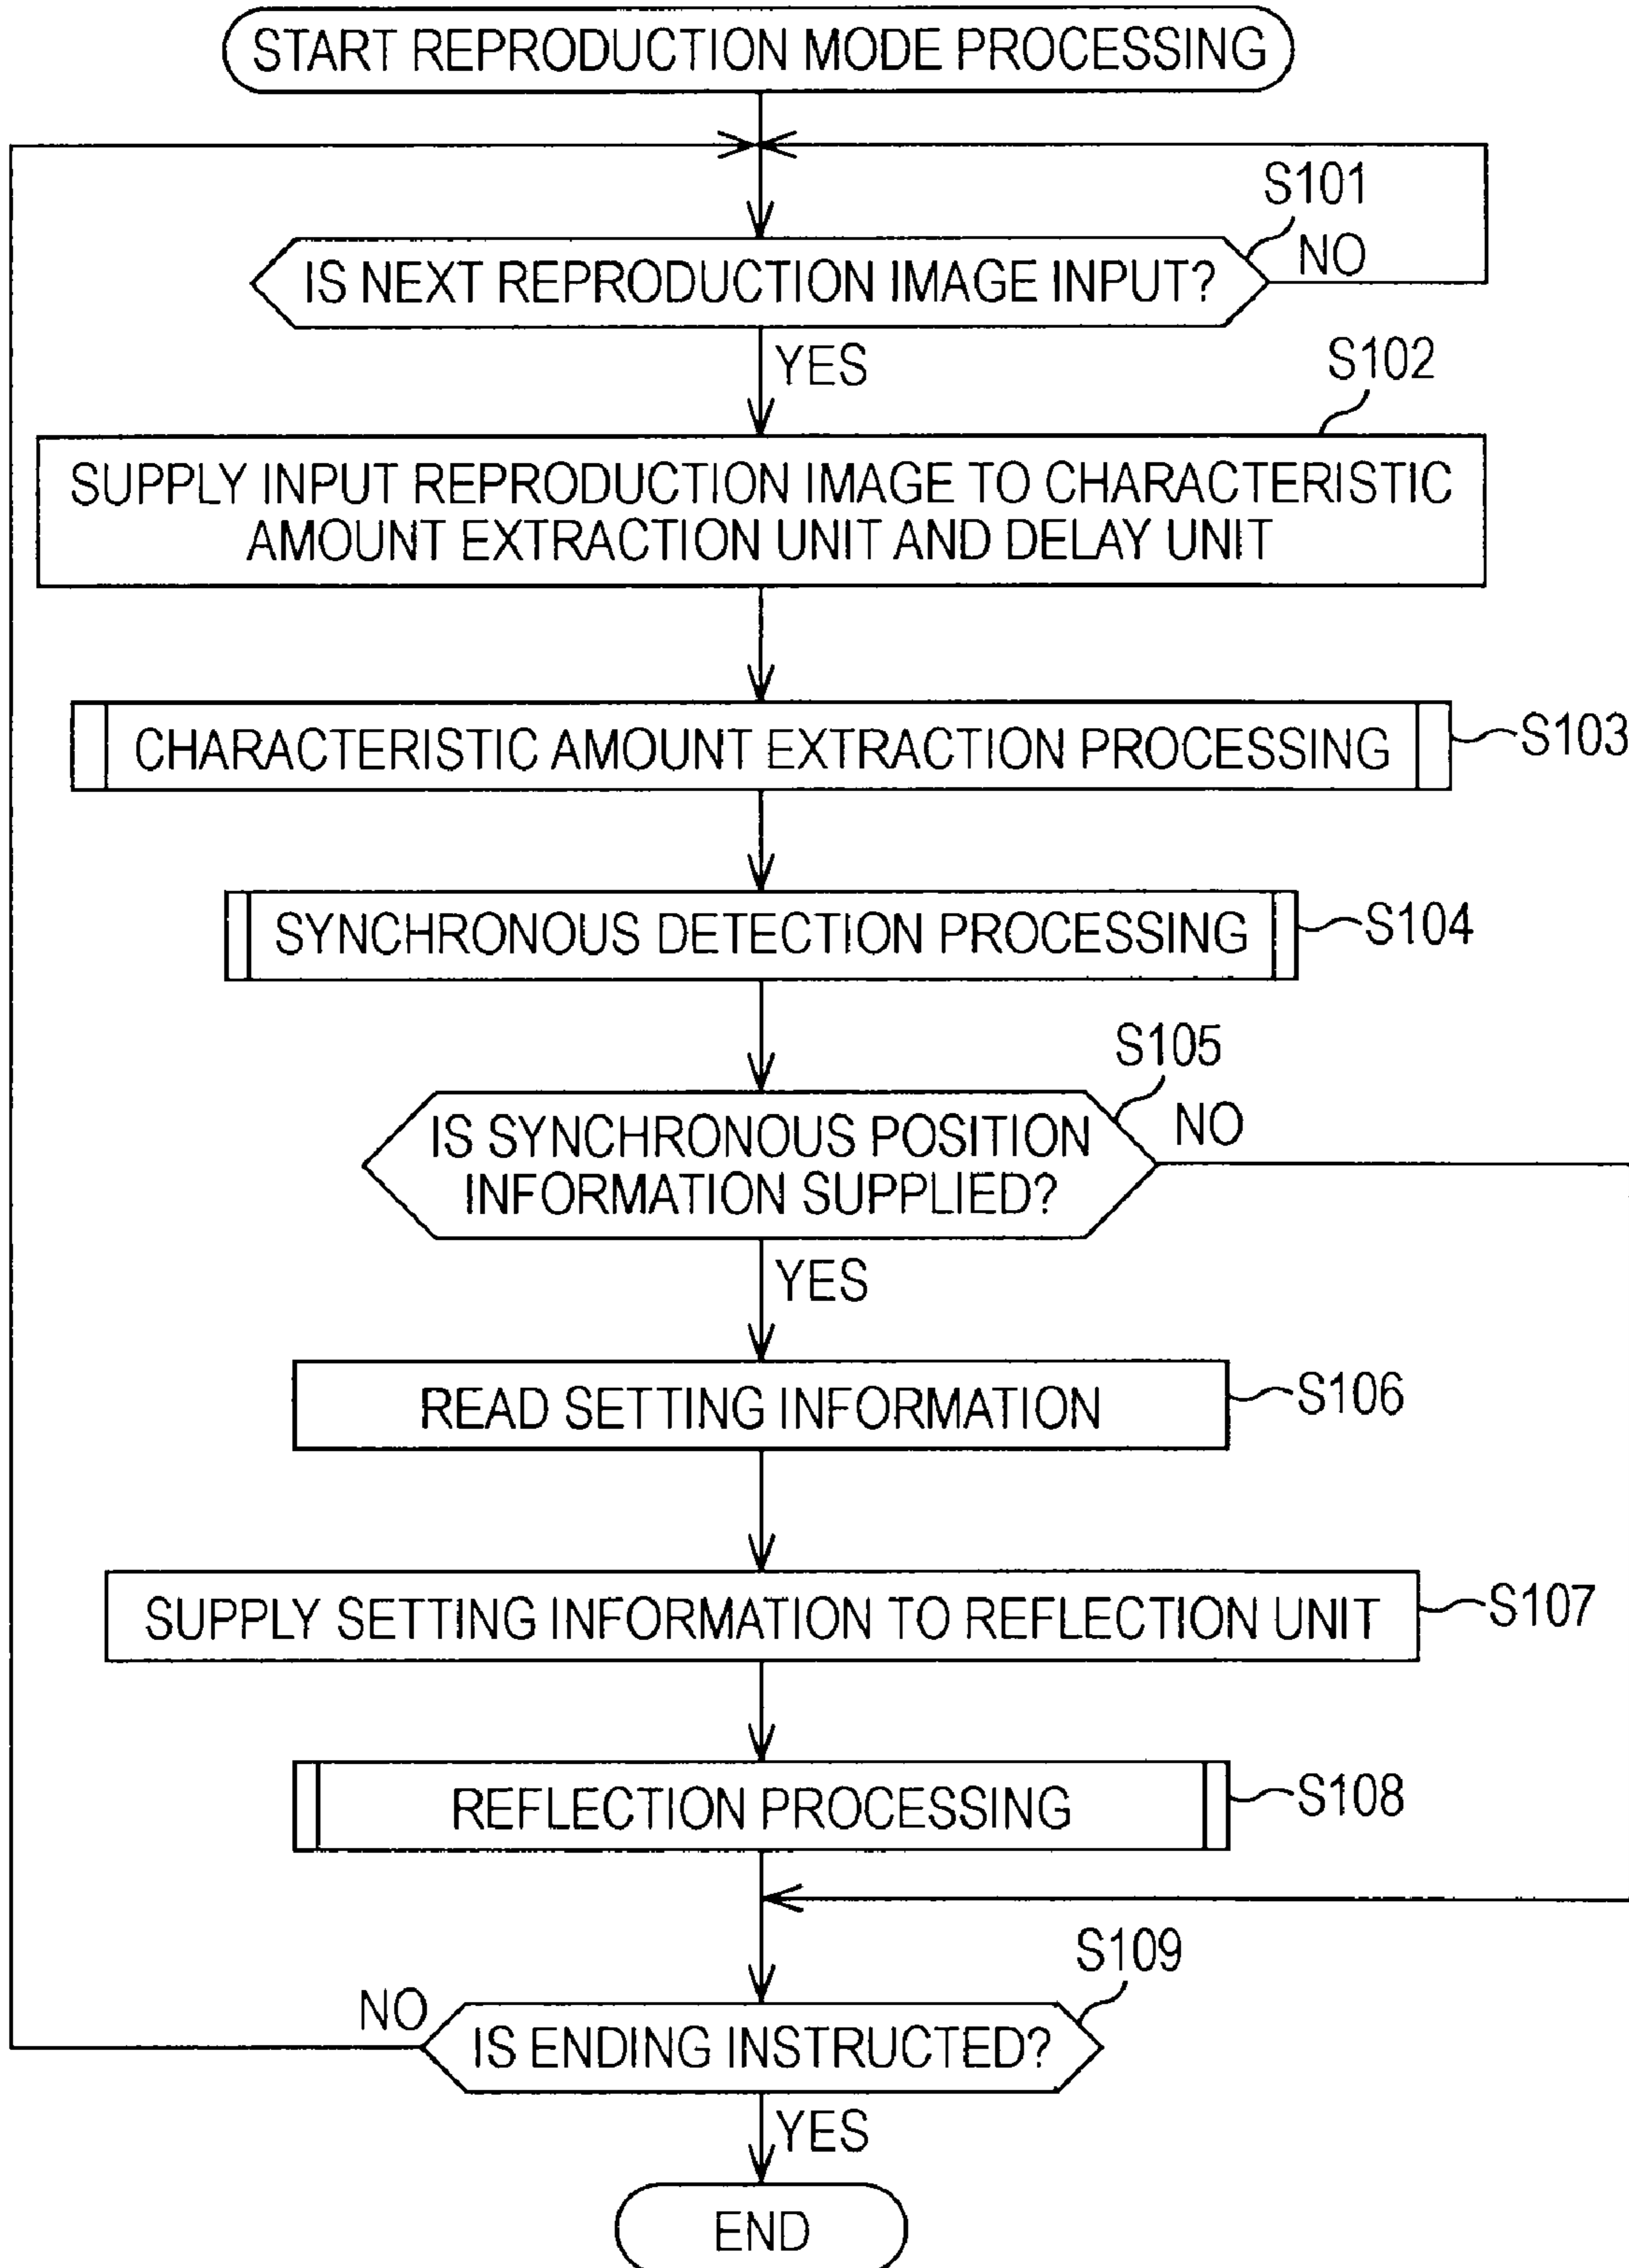 START REPRODUCTION MODE PROCESSING
S101
IS NEXT REPRODUCTION IMAGE INPUT?
NO
YES
S102
SUPPLY INPUT REPRODUCTION IMAGE TO CHARACTERISTIC
AMOUNT EXTRACTION UNIT AND DELAY UNIT
CHARACTERISTIC AMOUNT EXTRACTION PROCESSING
S103
SYNCHRONOUS DETECTION PROCESSING
S104
S105
IS SYNCHRONOUS POSITION
INFORMATION SUPPLIED?
NO
YES
READ SETTING INFORMATION
S106
SUPPLY SETTING INFORMATION TO REFLECTION UNIT
S107
REFLECTION PROCESSING
S108
S109
NO
IS ENDING INSTRUCTED?
YES
END